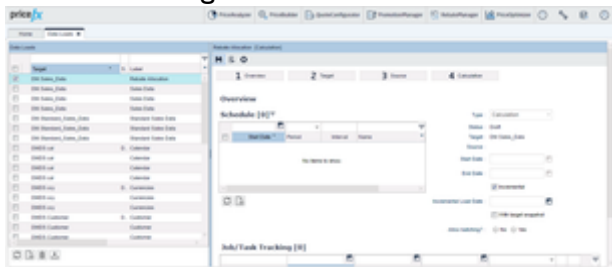 pricefx
PriceAnalyzer PriceBuilder QuoteConfigurator PromotionManager RebateManager PriceOptimizer
Home Data Loads
Data Loads
Rebate Allocation (Calculation)
Target Label
1 Overview 2 Target 3 Source 4 Calculation
DM Sales_Data Rebate Allocation
DM Sales_Data Sales Data
DM Sales_Data Sales Data
DM Sales_Data Sales Data
DM Standard_Sales_Data Standard Sales Data
DM Standard_Sales_Data Standard Sales Data
DM Standard_Sales_Data Standard Sales Data
DMDS cal Calendar
DMDS cal Calendar
DMDS cal Calendar
DMDS ccy Currencies
DMDS ccy Currencies
DMDS ccy Currencies
DMDS Customer Customer
DMDS Customer Customer
Overview
Schedule [0]*
Start Date Period Interval Name
No items to show.
Type Calculation
Status Draft
Target DM Sales_Data
Source
Start Date
End Date
Incremental
Incremental Load Date
With target snapshot
Yes No
Job/Task Tracking [0]